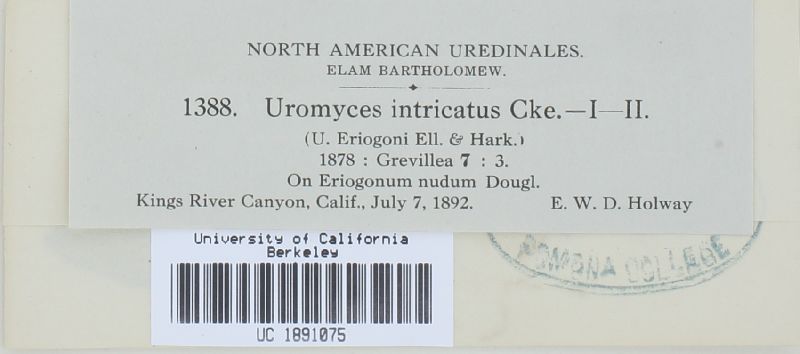 NORTH AMERICAN UREDINALES.
ELAM BARTHOLOMEW.
1388. Uromyces intricatus Cke.—I—II.
(U. Eriogoni Ell. & Hark.)
1878 : Grevillea 7 : 3.
On Eriogonum nudum Dougl.
Kings River Canyon, Calif., July 7, 1892. E. W. D. Holway
University of California
Berkeley
UC 1891075
POMONA COLLEGE